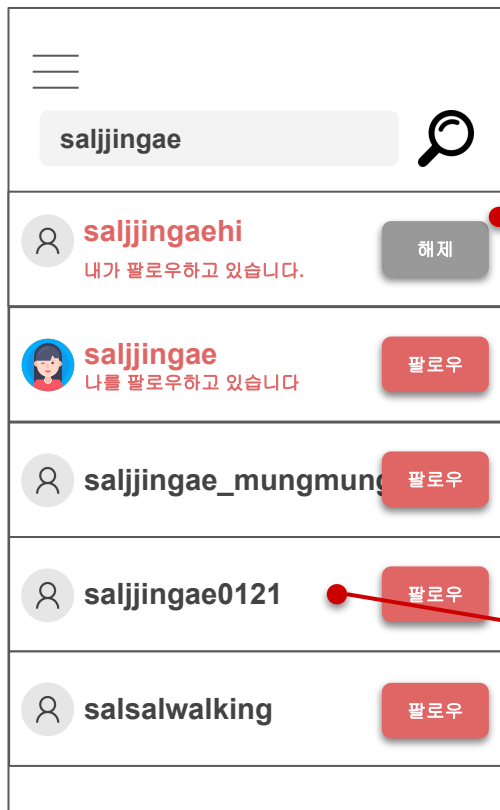 saljjingae
saljjingaehi
해제
내가 팔로우하고 있습니다.
saljjingae
팔로우
나를 팔로우하고 있습니다
saljjingae_mungmung
팔로우
saljjingae0121
팔로우
salsalwalking
팔로우